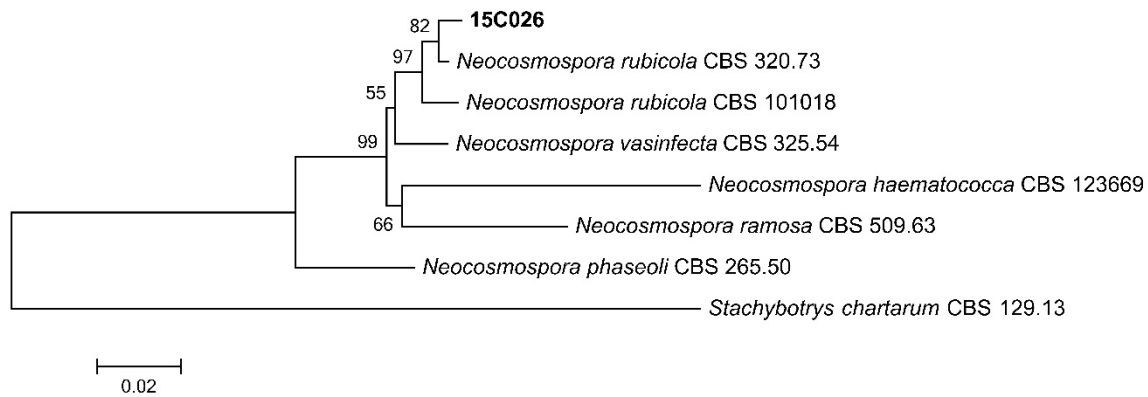 15C026
82
Neocosmospora rubicola CBS 320.73
97
Neocosmospora rubicola CBS 101018
55
Neocosmospora vasinfecta CBS 325.54
99
Neocosmospora haematococca CBS 123669
66
Neocosmospora ramosa CBS 509.63
Neocosmospora phaseoli CBS 265.50
Stachybotrys chartarum CBS 129.13
0.02